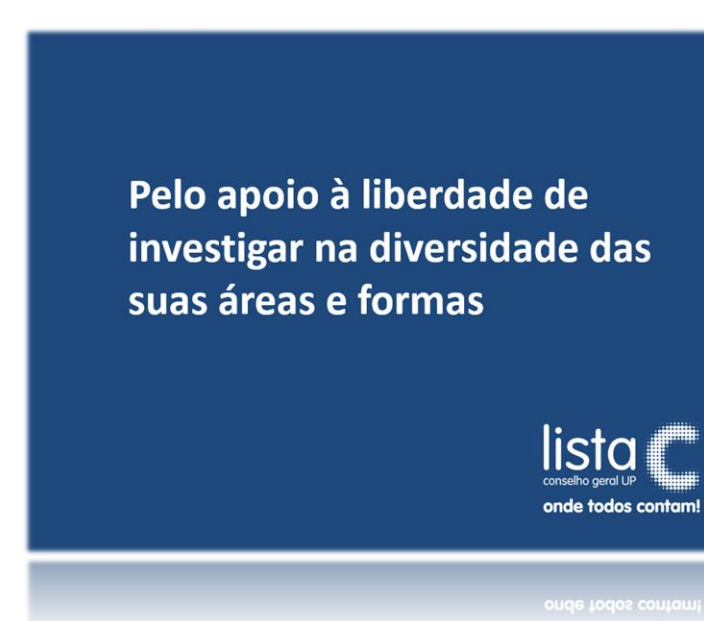 Pelo apoio à liberdade de
investigar na diversidade das
suas áreas e formas
lista C
conselho geral UP
onde todos contam!
onde todos contam!